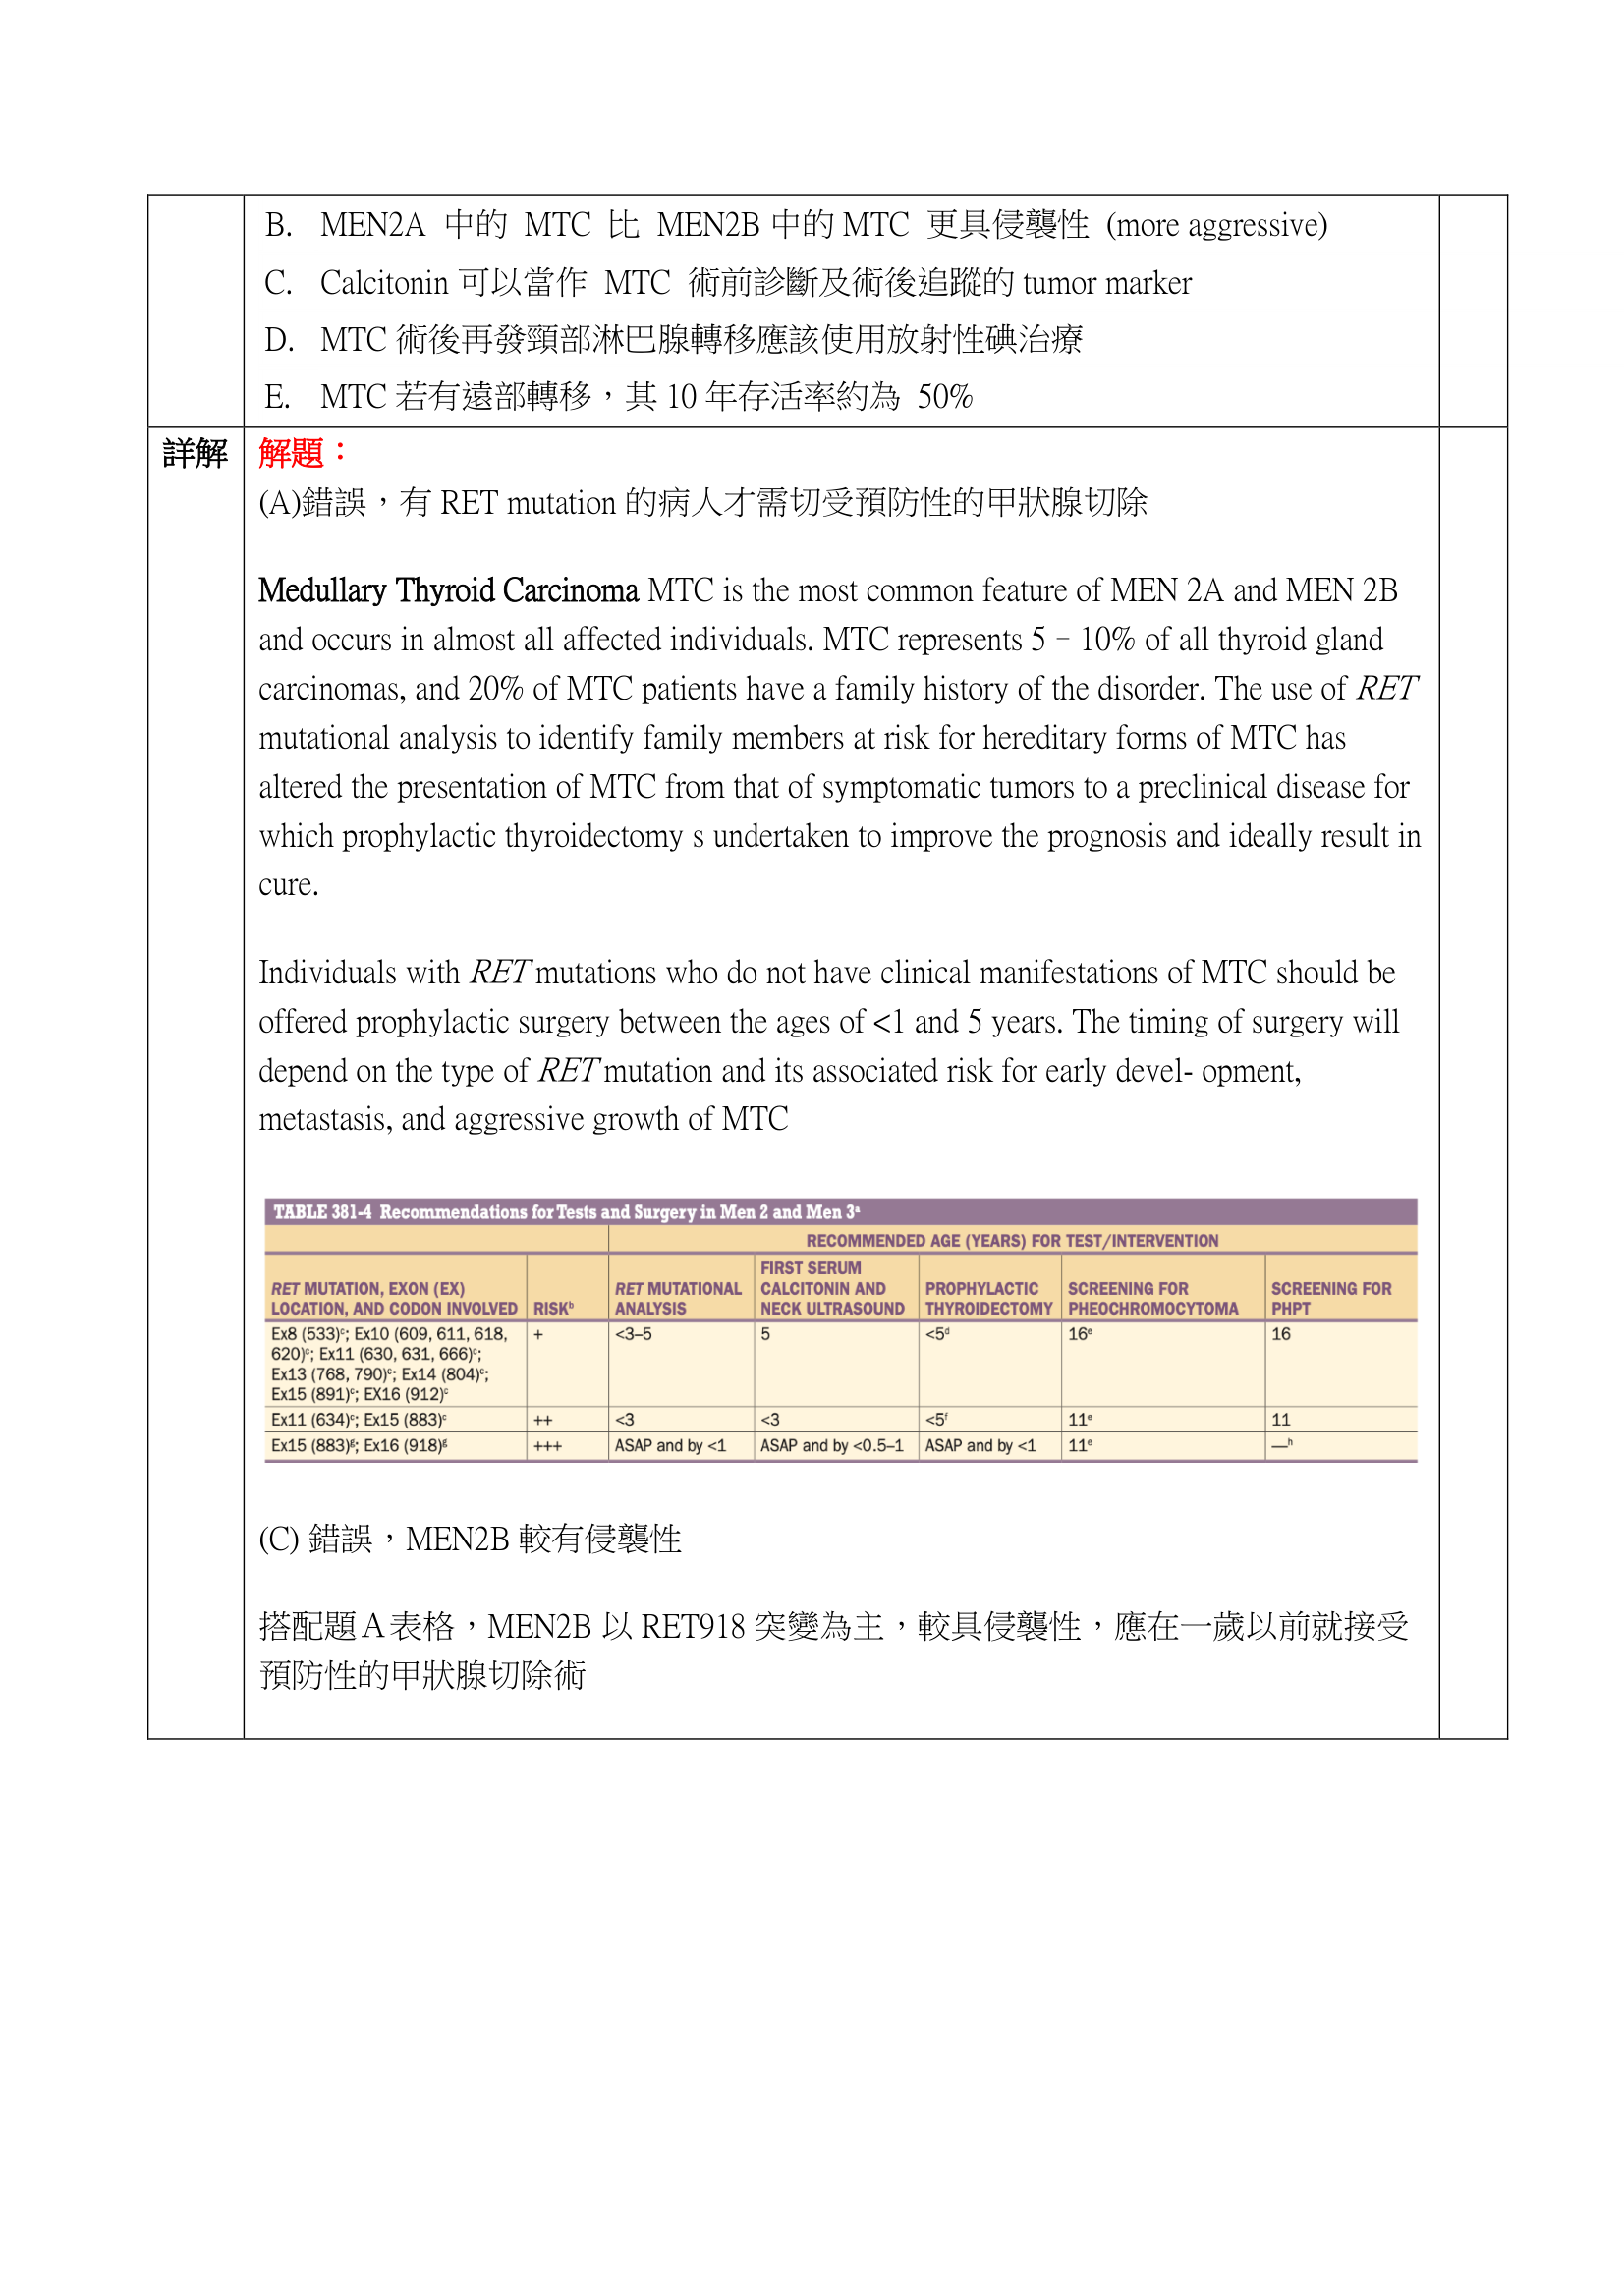 B. MEN2A 中的 MTC 比 MEN2B 中的 MTC 更具侵襲性 (more aggressive)
C. Calcitonin 可以當作 MTC 術前診斷及術後追蹤的 tumor marker
D. MTC 術後再發頸部淋巴腺轉移應該使用放射性碘治療
E. MTC 若有遠部轉移，其 10 年存活率約為 50%
詳解 解題：
(A)錯誤，有 RET mutation 的病人才需切受預防性的甲狀腺切除
Medullary Thyroid Carcinoma MTC is the most common feature of MEN 2A and MEN 2B
and occurs in almost all affected individuals. MTC represents 5–10% of all thyroid gland
carcinomas, and 20% of MTC patients have a family history of the disorder. The use of RET
mutational analysis to identify family members at risk for hereditary forms of MTC has
altered the presentation of MTC from that of symptomatic tumors to a preclinical disease for
which prophylactic thyroidectomy s undertaken to improve the prognosis and ideally result in
cure.
Individuals with RET mutations who do not have clinical manifestations of MTC should be
offered prophylactic surgery between the ages of <1 and 5 years. The timing of surgery will
depend on the type of RET mutation and its associated risk for early devel- opment,
metastasis, and aggressive growth of MTC
TABLE 381-4 Recommendations for Tests and Surgery in Men 2 and Men 3ᵃ
RECOMMENDED AGE (YEARS) FOR TEST/INTERVENTION
RET MUTATION, EXON (EX)
LOCATION, AND CODON INVOLVED
RISKᵇ
RET MUTATIONAL
ANALYSIS
FIRST SERUM
CALCITONIN AND
NECK ULTRASOUND
PROPHYLACTIC
THYROIDECTOMY
SCREENING FOR
PHEOCHROMOCYTOMA
SCREENING FOR
PHPT
Ex8 (533)ᶜ; Ex10 (609, 611, 618,
620)ᶜ; Ex11 (630, 631, 666)ᶜ;
Ex13 (768, 790)ᶜ; Ex14 (804)ᶜ;
Ex15 (891)ᶜ; EX16 (912)ᶜ
+
<3–5
5
<5ᵈ
16ᵉ
16
Ex11 (634)ᶜ; Ex15 (883)ᶜ
++
<3
<3
<5ᶠ
11ᵉ
11
Ex15 (883)ᵍ; Ex16 (918)ᵍ
+++
ASAP and by <1
ASAP and by <0.5–1
ASAP and by <1
11ᵉ
—ʰ
(C) 錯誤，MEN2B 較有侵襲性
搭配題A表格，MEN2B 以 RET918 突變為主，較具侵襲性，應在一歲以前就接受
預防性的甲狀腺切除術